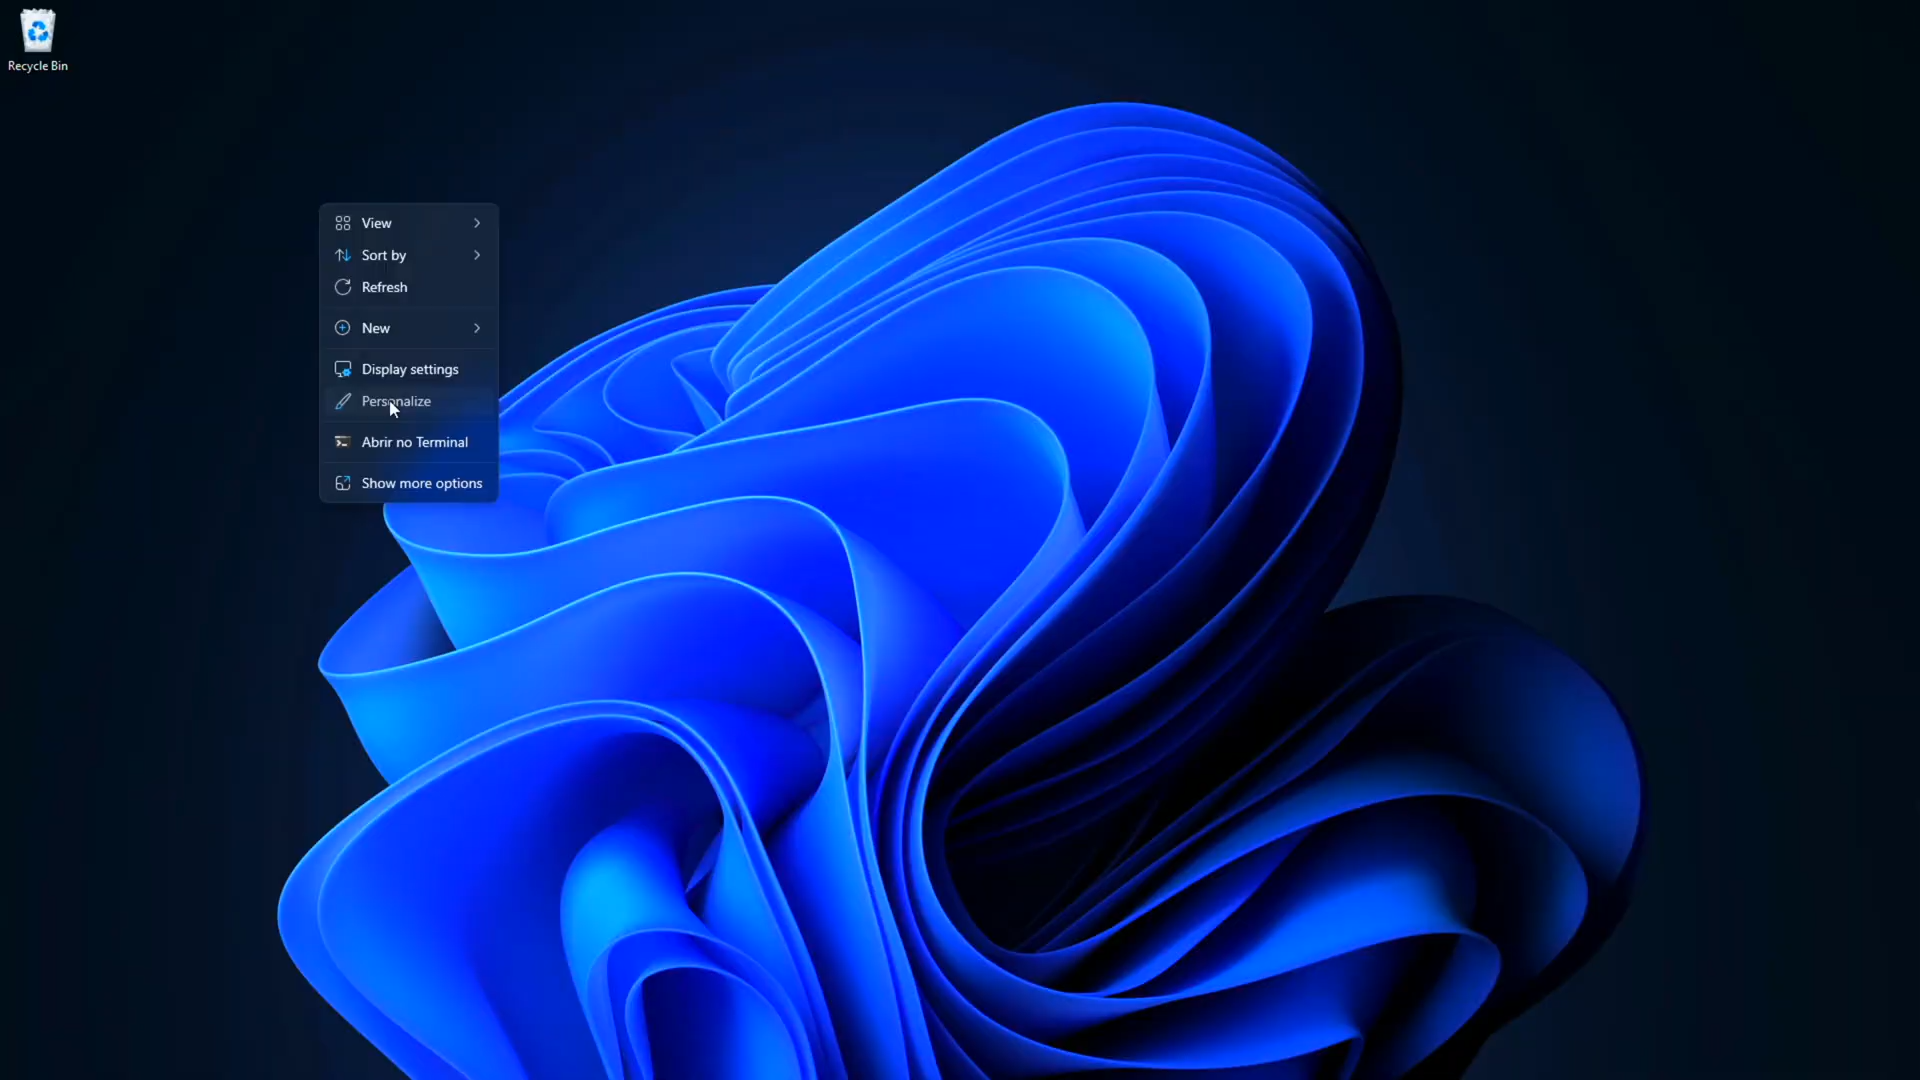 Recycle Bin
View
Sort by
Refresh
New
Display settings
Personalize
Abrir no Terminal
Show more options